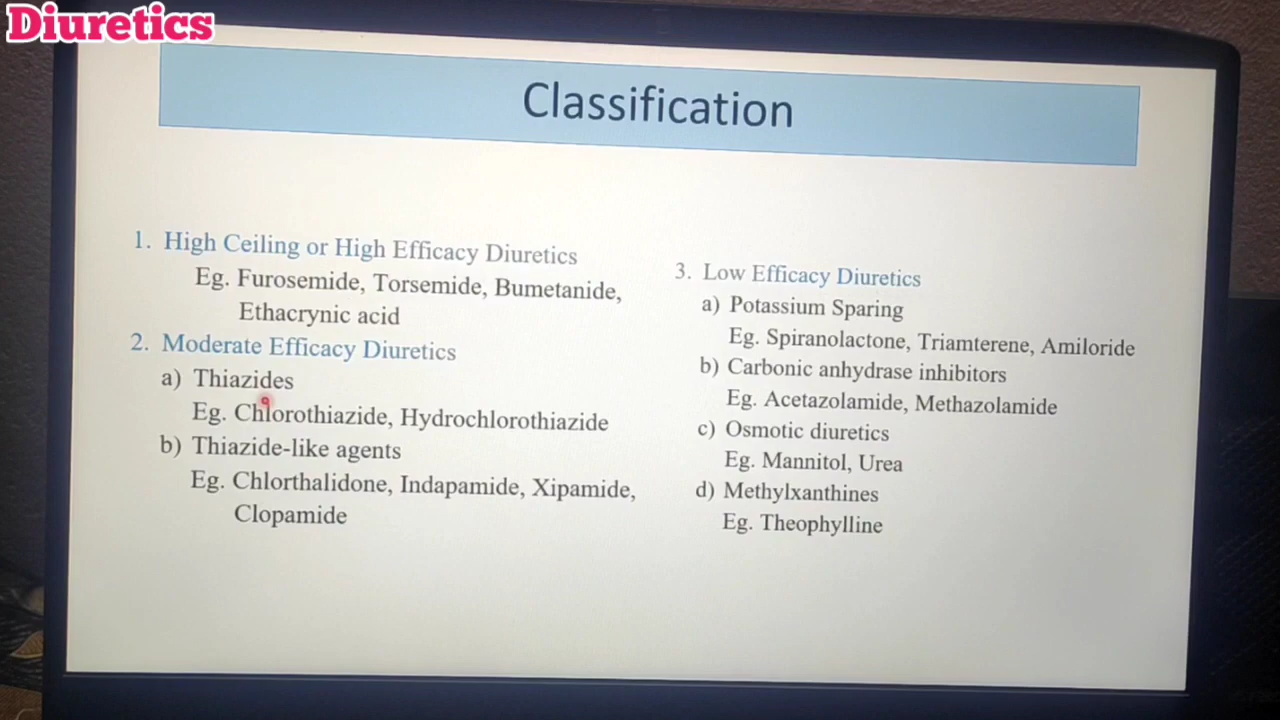 Diuretics
Classification
1. High Ceiling or High Efficacy Diuretics
Eg. Furosemide, Torsemide, Bumetanide,
Ethacrynic acid
2. Moderate Efficacy Diuretics
a) Thiazides
Eg. Chlorothiazide, Hydrochlorothiazide
b) Thiazide-like agents
Eg. Chlorthalidone, Indapamide, Xipamide,
Clopamide
3. Low Efficacy Diuretics
a) Potassium Sparing
Eg. Spiranolactone, Triamterene, Amiloride
b) Carbonic anhydrase inhibitors
Eg. Acetazolamide, Methazolamide
c) Osmotic diuretics
Eg. Mannitol, Urea
d) Methylxanthines
Eg. Theophylline